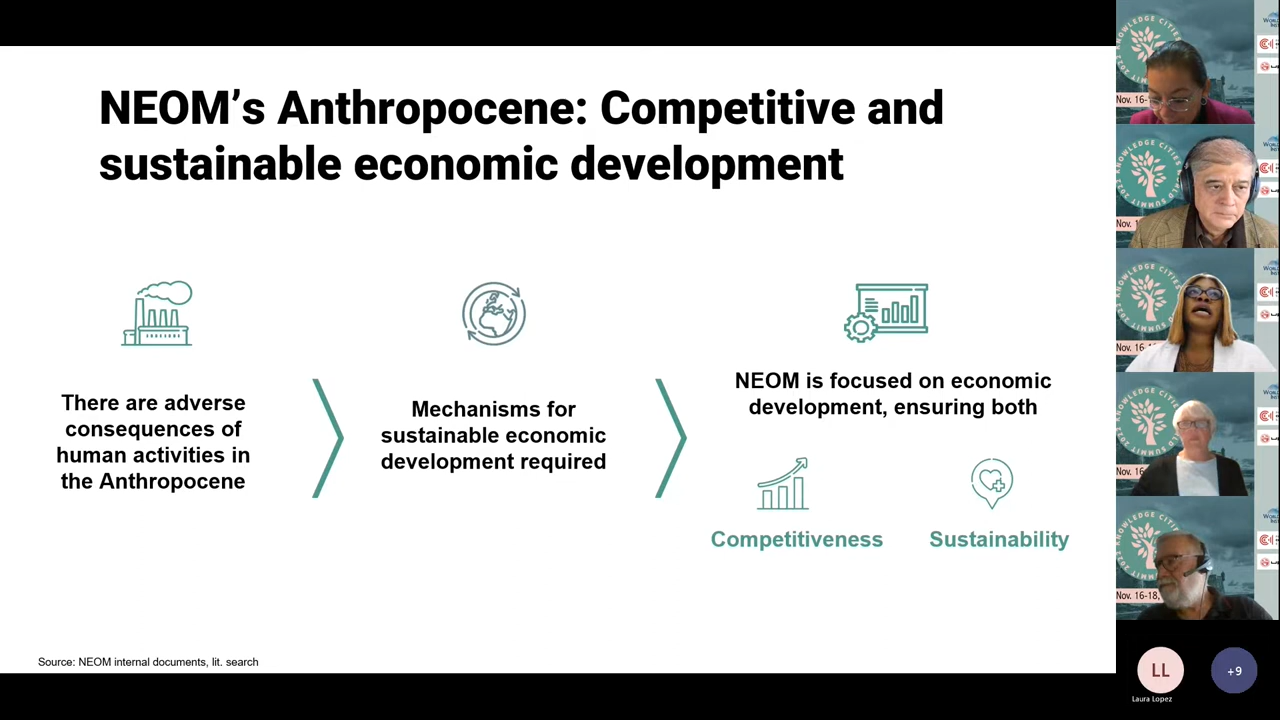 NEOM’s Anthropocene: Competitive and
sustainable economic development
There are adverse
consequences of
human activities in
the Anthropocene
Mechanisms for
sustainable economic
development required
NEOM is focused on economic
development, ensuring both
Competitiveness
Sustainability
Source: NEOM internal documents, lit. search
Nov. 16-
Nov. 16-18,
LL
+9
Laura Lopez